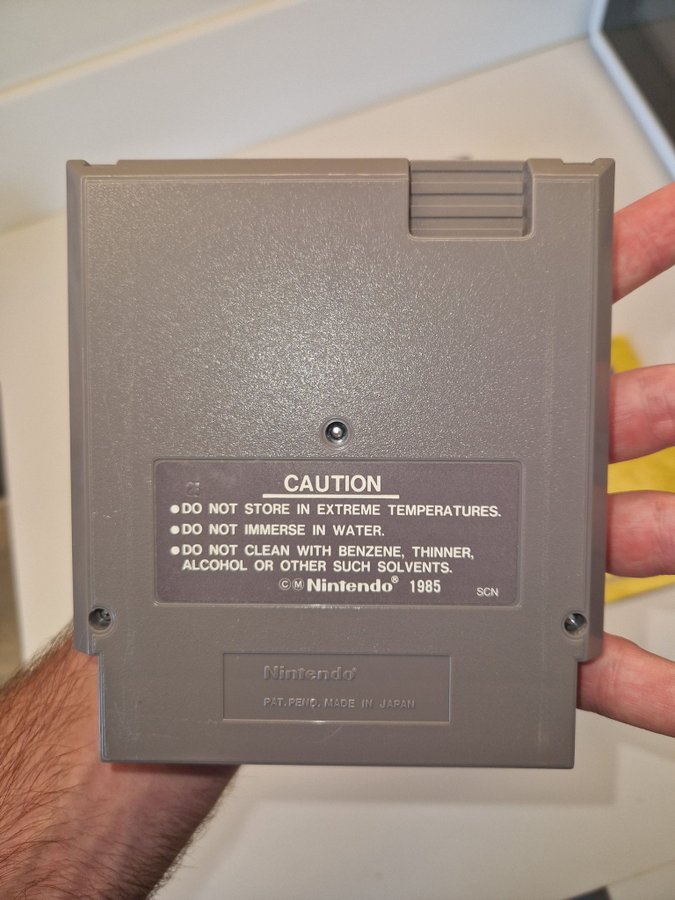 CAUTION
●DO NOT STORE IN EXTREME TEMPERATURES.
●DO NOT IMMERSE IN WATER.
●DO NOT CLEAN WITH BENZENE, THINNER,
ALCOHOL OR OTHER SUCH SOLVENTS.
©Ⓜ Nintendo® 1985 SCN
Nintendo®
PAT. PEND. MADE IN JAPAN